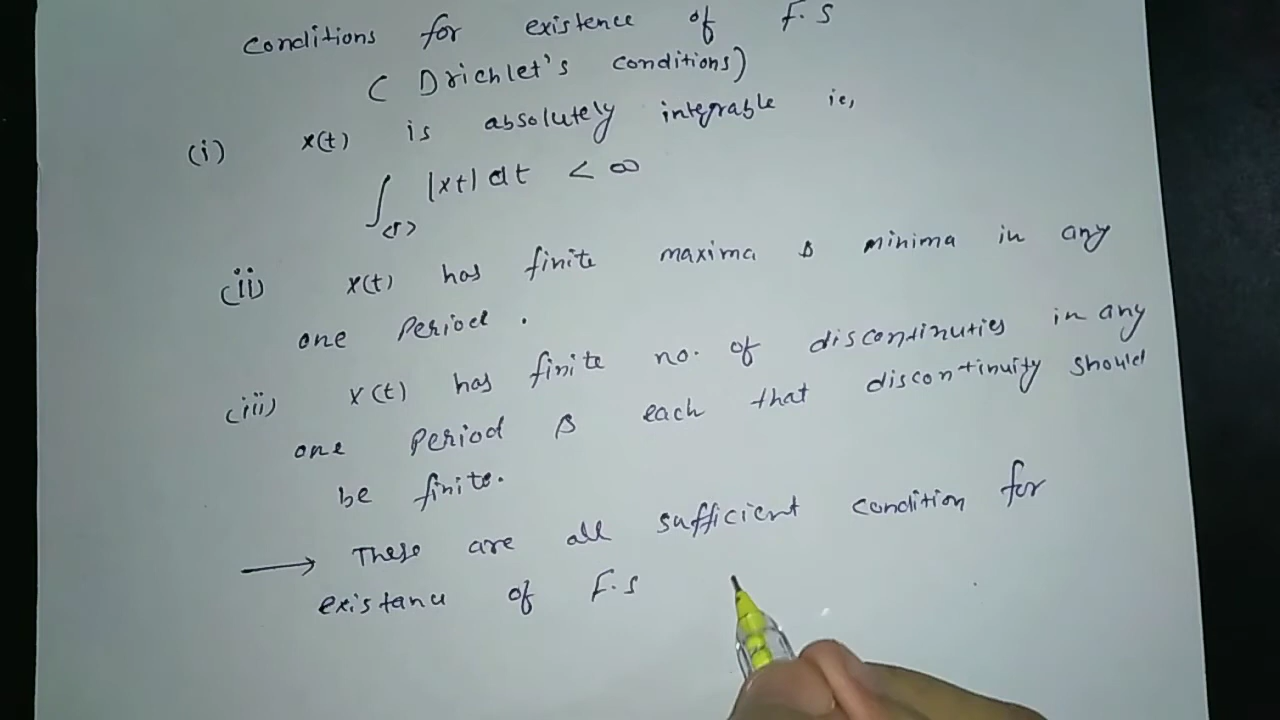 conditions for existence of F.S
( Drichlet's conditions)
(i) x(t) is absolutely integrable ie,
∫<T> |xt| dt < ∞
(ii) x(t) has finite maxima & minima in any
one period.
(iii) x(t) has finite no. of discontinuties in any
one period & each that discontinuity should
be finite.
→ These are all sufficient condition for
existanu of F.S